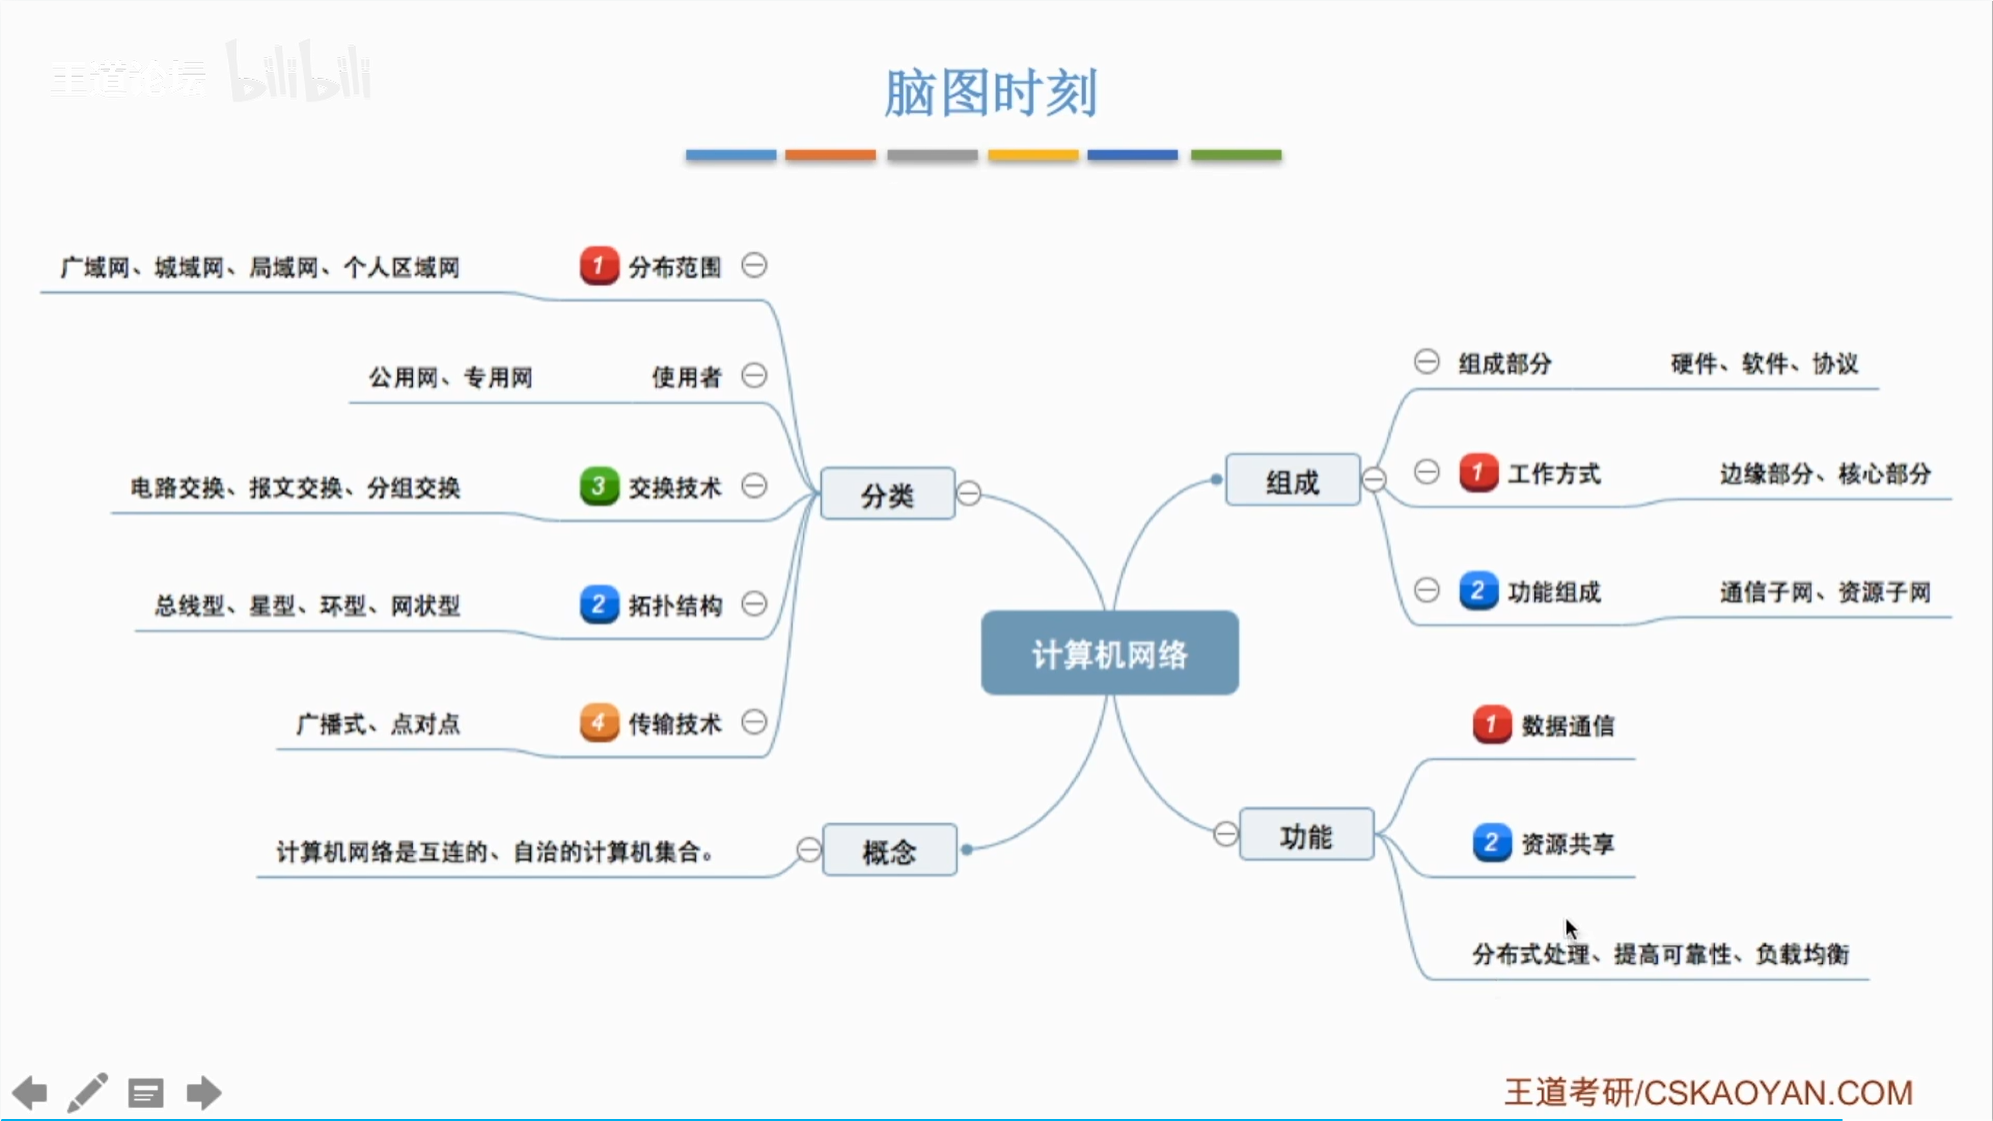 王道论坛 bilibili
脑图时刻
广域网、城域网、局域网、个人区域网 1 分布范围
公用网、专用网 使用者
电路交换、报文交换、分组交换 3 交换技术
总线型、星型、环型、网状型 2 拓扑结构
广播式、点对点 4 传输技术
分类
计算机网络是互连的、自治的计算机集合。
概念
计算机网络
组成
组成部分 硬件、软件、协议
1 工作方式 边缘部分、核心部分
2 功能组成 通信子网、资源子网
功能
1 数据通信
2 资源共享
分布式处理、提高可靠性、负载均衡
王道考研/CSKAOYAN.COM